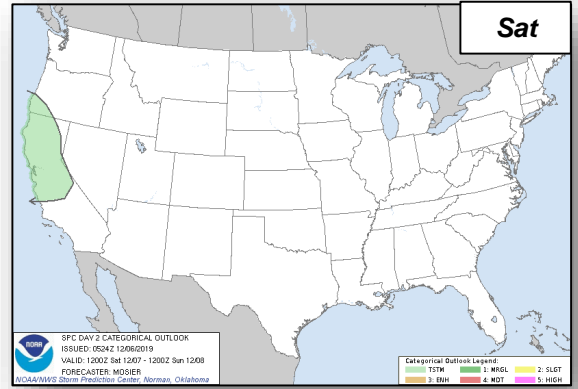 Sat
NOAA
SPC DAY 2 CATEGORICAL OUTLOOK
ISSUED: 0524Z 12/06/2019
VALID: 1200Z Sat 12/07 - 1200Z Sun 12/08
FORECASTER: MOSIER
NOAA/NWS Storm Prediction Center, Norman, Oklahoma
Categorical Outlook Legend:
TSTM 1: MRGL 2: SLGT
3: ENH 4: MDT 5: HIGH